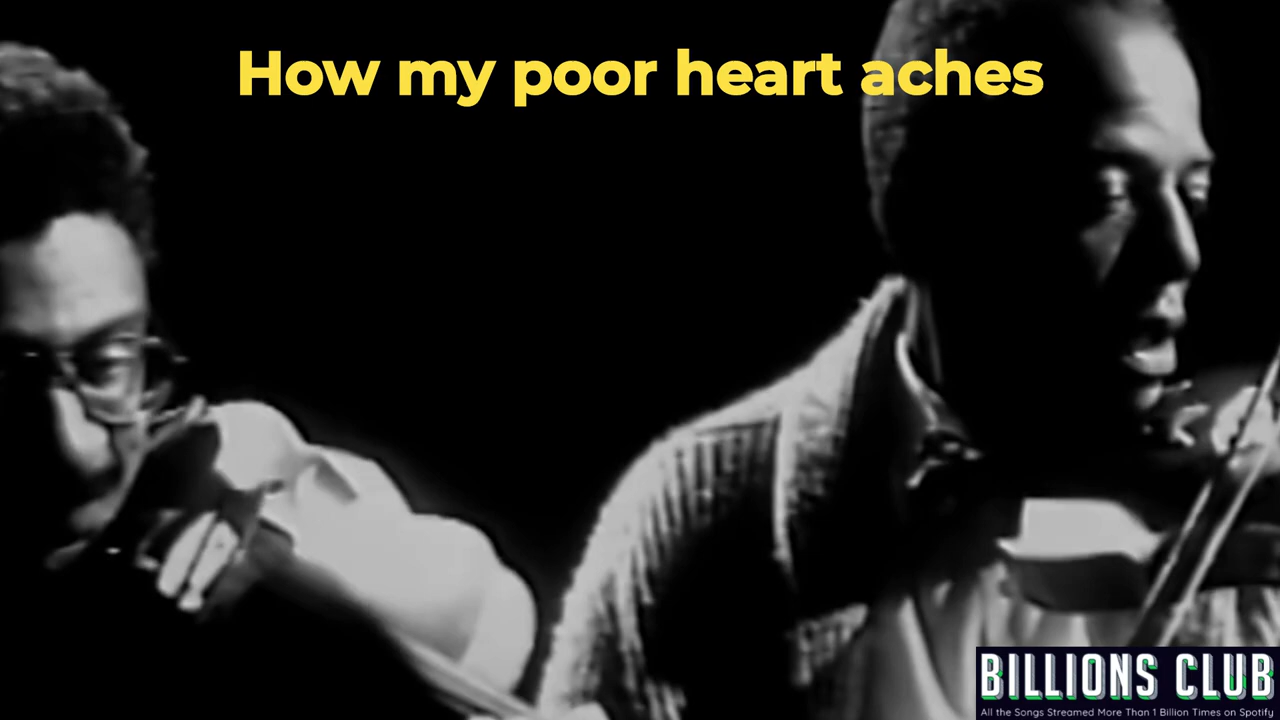 How my poor heart aches
BILLIONS CLUB
All the Songs Streamed More Than 1 Billion Times on Spotify